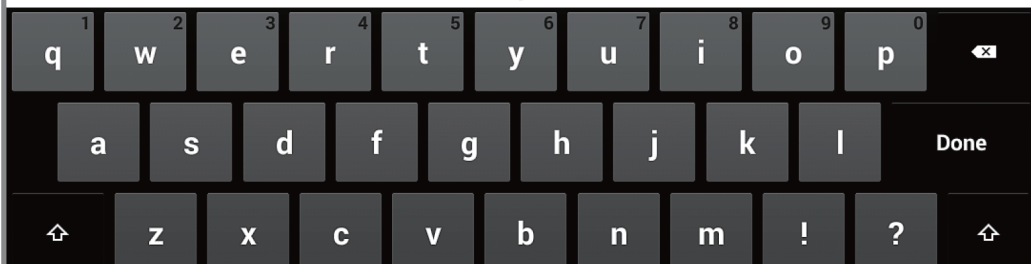 1 2 3 4 5 6 7 8 9 0
q w e r t y u i o p
a s d f g h j k l Done
z x c v b n m ! ?